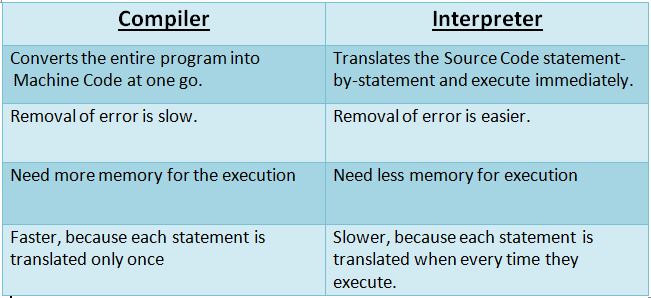 Compiler
Interpreter
Converts the entire program into
Machine Code at one go.
Translates the Source Code statement-
by-statement and execute immediately.
Removal of error is slow.
Removal of error is easier.
Need more memory for the execution
Need less memory for execution
Faster, because each statement is
translated only once
Slower, because each statement is
translated when every time they
execute.